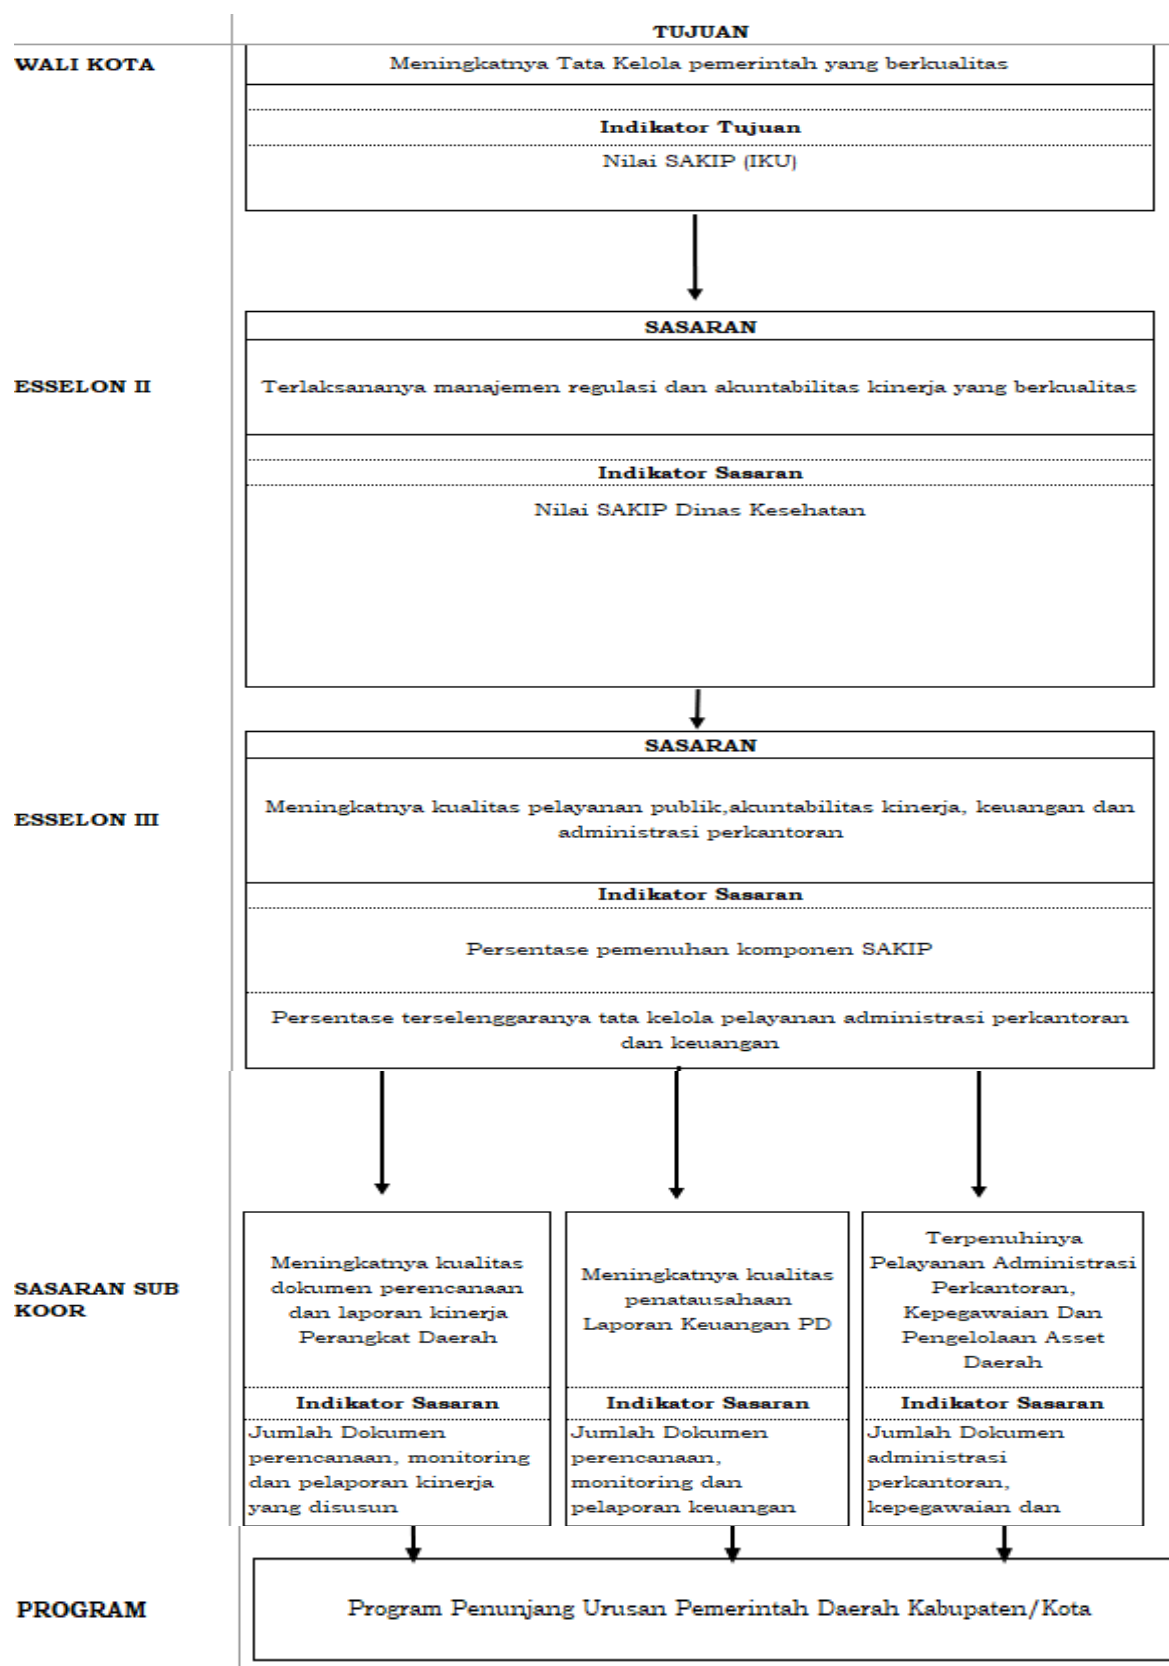 TUJUAN
WALI KOTA
Meningkatnya Tata Kelola pemerintah yang berkualitas
Indikator Tujuan
Nilai SAKIP (IKU)
SASARAN
ESSELON II
Terlaksananya manajemen regulasi dan akuntabilitas kinerja yang berkualitas
Indikator Sasaran
Nilai SAKIP Dinas Kesehatan
SASARAN
ESSELON III
Meningkatnya kualitas pelayanan publik,akuntabilitas kinerja, keuangan dan
administrasi perkantoran
Indikator Sasaran
Persentase pemenuhan komponen SAKIP
Persentase terselenggaranya tata kelola pelayanan administrasi perkantoran
dan keuangan
SASARAN SUB
KOOR
Meningkatnya kualitas
dokumen perencanaan
dan laporan kinerja
Perangkat Daerah
Indikator Sasaran
Jumlah Dokumen
perencanaan, monitoring
dan pelaporan kinerja
yang disusun
Meningkatnya kualitas
penatausahaan
Laporan Keuangan PD
Indikator Sasaran
Jumlah Dokumen
perencanaan,
monitoring dan
pelaporan keuangan
Terpenuhinya
Pelayanan Administrasi
Perkantoran,
Kepegawaian Dan
Pengelolaan Asset
Daerah
Indikator Sasaran
Jumlah Dokumen
administrasi
perkantoran,
kepegawaian dan
PROGRAM
Program Penunjang Urusan Pemerintah Daerah Kabupaten/Kota